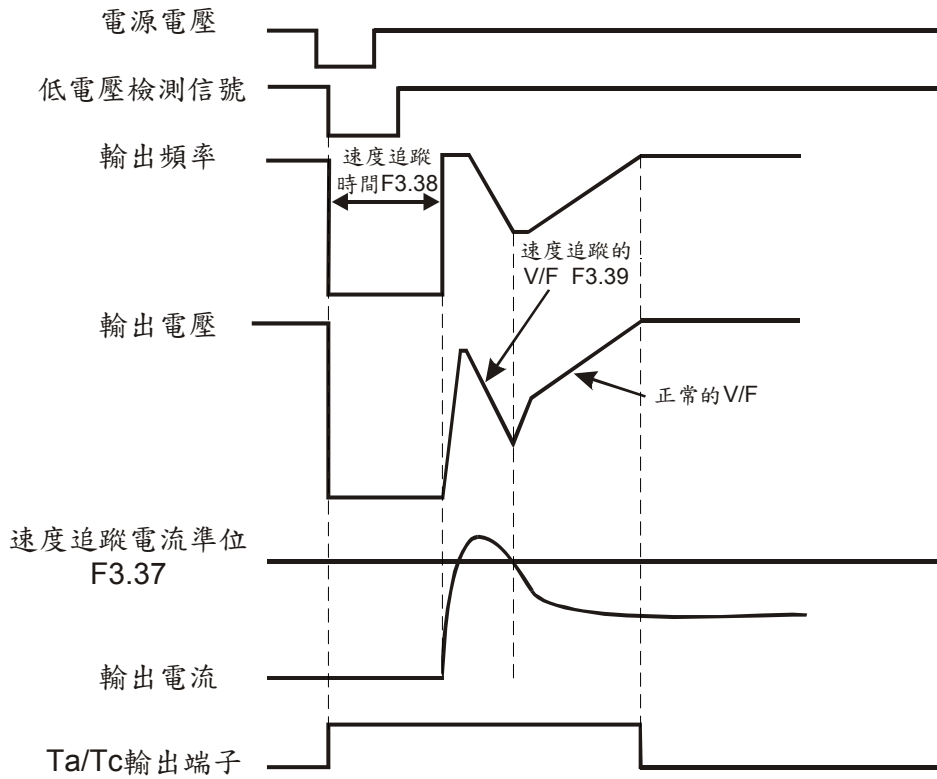 電源電壓
低電壓檢測信號
輸出頻率
速度追蹤
時間F3.38
速度追蹤的
V/F F3.39
輸出電壓
正常的V/F
速度追蹤電流準位
F3.37
輸出電流
Ta/Tc輸出端子